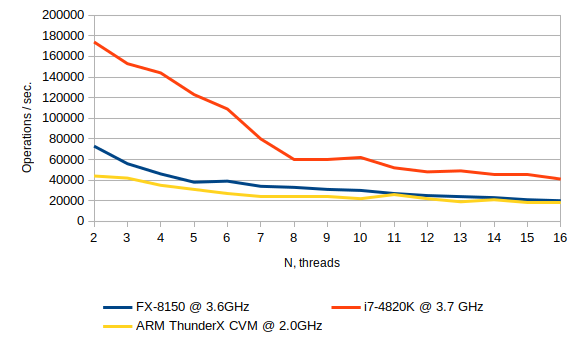 200000
180000
160000
140000
120000
100000
80000
60000
40000
20000
0
Operations / sec.
2 3 4 5 6 7 8 9 10 11 12 13 14 15 16
N, threads
FX-8150 @ 3.6GHz i7-4820K @ 3.7 GHz
ARM ThunderX CVM @ 2.0GHz